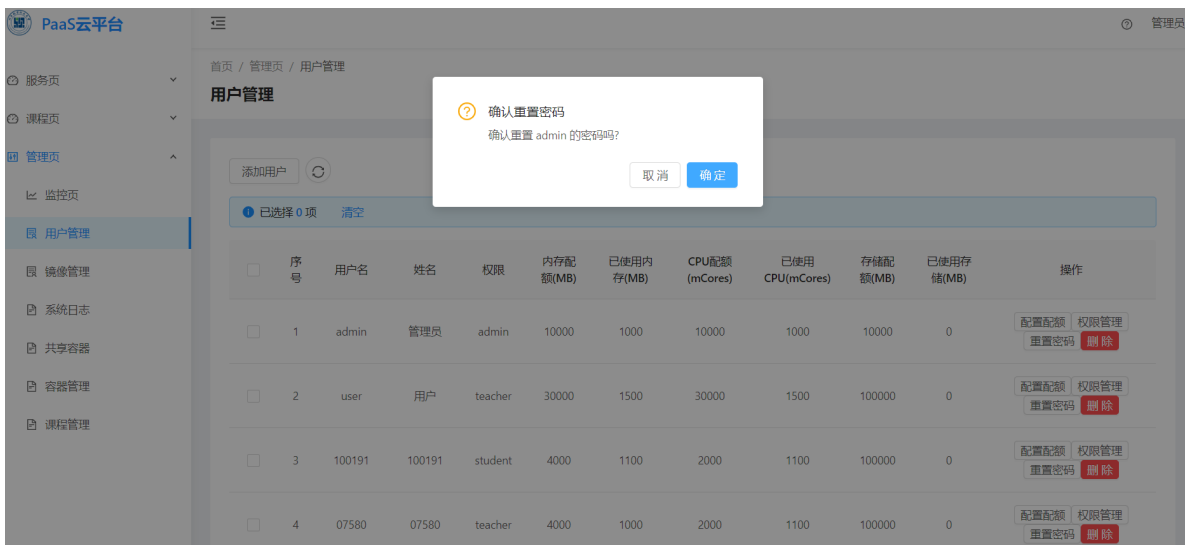 PaaS云平台
管理员
服务页
课程页
管理页
监控页
用户管理
镜像管理
系统日志
共享容器
容器管理
课程管理
首页 / 管理页 / 用户管理
用户管理
确认重置密码
确认重置 admin 的密码吗?
取 消 确 定
添加用户
已选择 0 项 清空
序号 用户名 姓名 权限 内存配额(MB) 已使用内存(MB) CPU配额(mCores) 已使用CPU(mCores) 存储配额(MB) 已使用存储(MB) 操作
1 admin 管理员 admin 10000 1000 10000 1000 10000 0 配置配额 权限管理
重置密码 删 除
2 user 用户 teacher 30000 1500 30000 1500 100000 0 配置配额 权限管理
重置密码 删 除
3 100191 100191 student 4000 1100 2000 1100 100000 0 配置配额 权限管理
重置密码 删 除
4 07580 07580 teacher 4000 1000 2000 1100 100000 0 配置配额 权限管理
重置密码 删 除